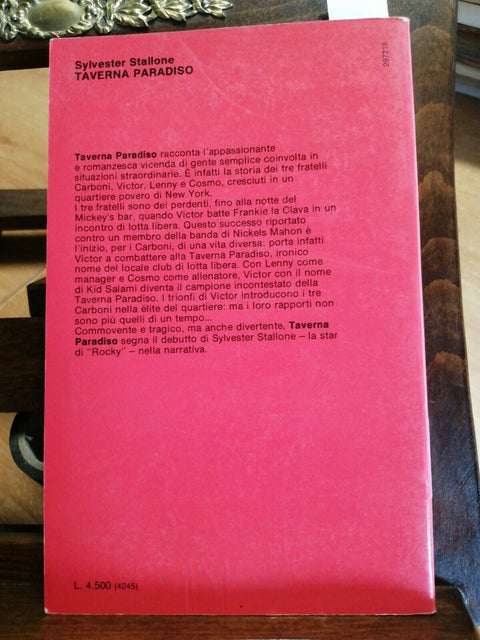 Sylvester Stallone
TAVERNA PARADISO
297218
Taverna Paradiso racconta l'appassionante
e romanzesca vicenda di gente semplice coinvolta in
situazioni straordinarie. È infatti la storia dei tre fratelli
Carboni, Victor, Lenny e Cosmo, cresciuti in un
quartiere povero di New York.
I tre fratelli sono dei perdenti, fino alla notte del
Mickey's bar, quando Victor batte Frankie la Clava in un
incontro di lotta libera. Questo successo riportato
contro un membro della banda di Nickels Mahon è
l'inizio, per i Carboni, di una vita diversa: porta infatti
Victor a combattere alla Taverna Paradiso, ironico
nome del locale club di lotta libera. Con Lenny come
manager e Cosmo come allenatore, Victor con il nome
di Kid Salami diventa il campione incontestato della
Taverna Paradiso. I trionfi di Victor introducono i tre
Carboni nella élite del quartiere: ma i loro rapporti non
sono più quelli di un tempo...
Commovente e tragico, ma anche divertente, Taverna
Paradiso segna il debutto di Sylvester Stallone – la star
di "Rocky" – nella narrativa.
L. 4.500 (4245)